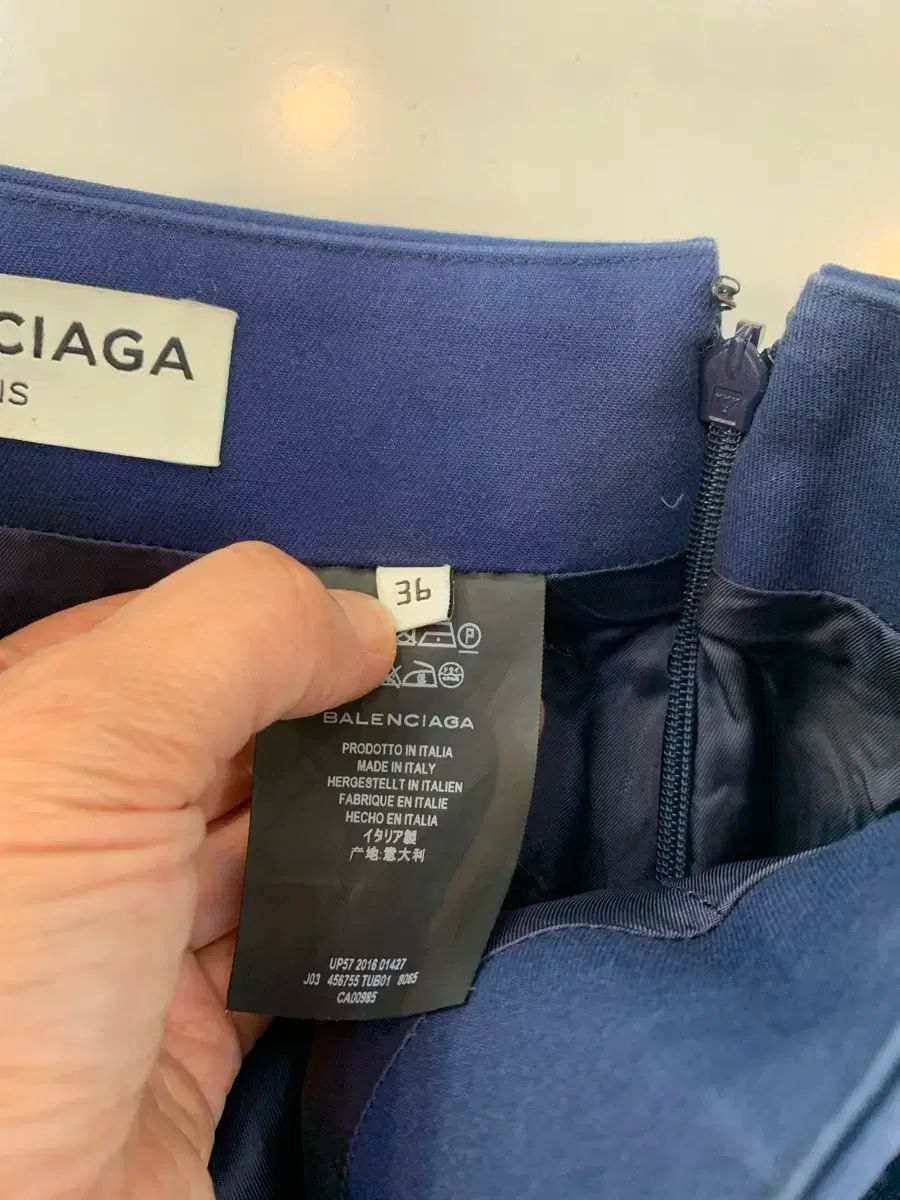 CIAGA
IS
36
P
BALENCIAGA
PRODOTTO IN ITALIA
MADE IN ITALY
HERGESTELLT IN ITALIEN
FABRIQUE EN ITALIE
HECHO EN ITALIA
イタリア製
产地:意大利
UP57 2016 01427
J03 456755 TUB01 8065
CA00985